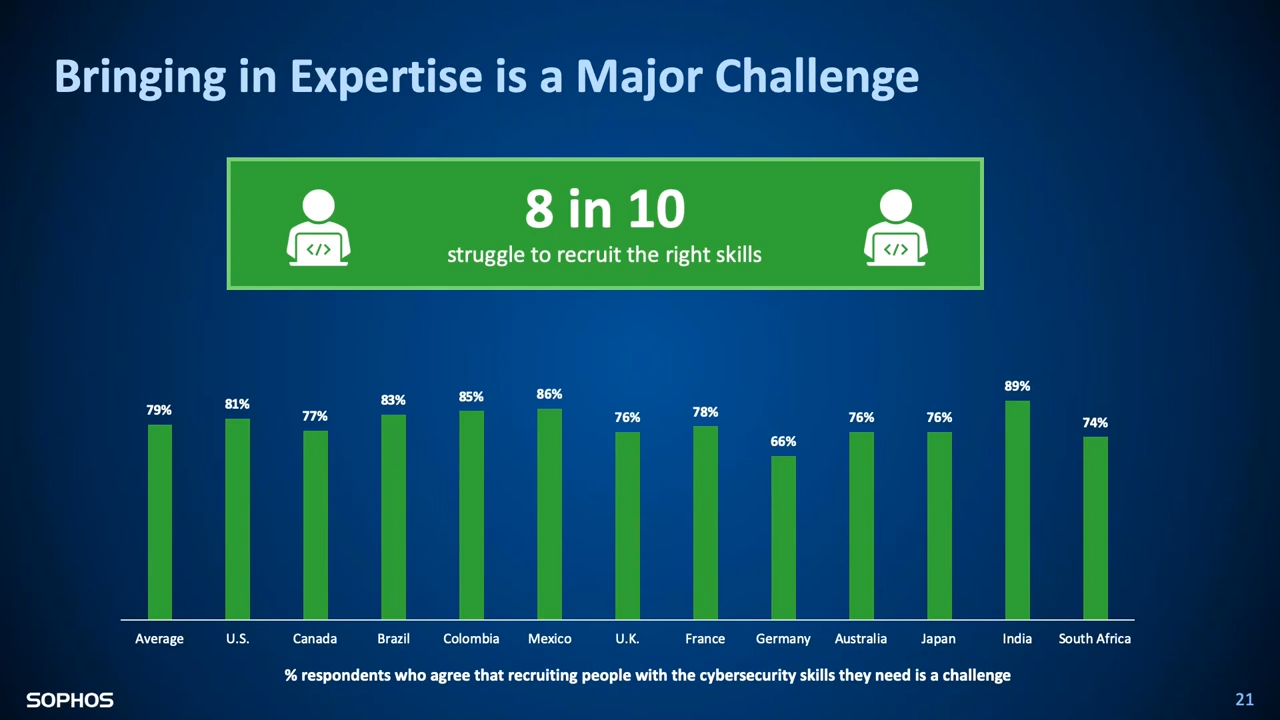 Bringing in Expertise is a Major Challenge
8 in 10
struggle to recruit the right skills
</>
</>
79%
81%
77%
83%
85%
86%
76%
78%
66%
76%
76%
89%
74%
Average
U.S.
Canada
Brazil
Colombia
Mexico
U.K.
France
Germany
Australia
Japan
India
South Africa
% respondents who agree that recruiting people with the cybersecurity skills they need is a challenge
SOPHOS
21